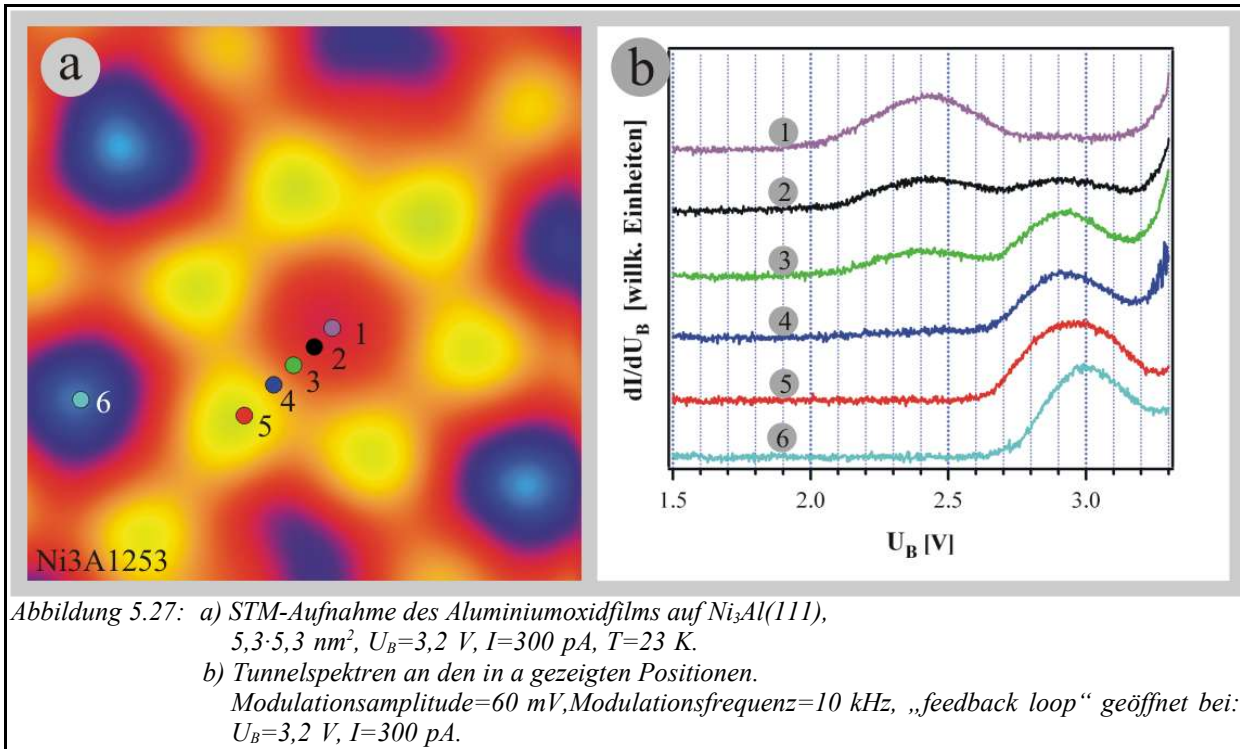 a
b
1
2
3
4
5
6
Ni3A1253
dI/dU_B [willk. Einheiten]
1
2
3
4
5
6
1.5 2.0 2.5 3.0
U_B [V]
Abbildung 5.27: a) STM-Aufnahme des Aluminiumoxidfilms auf Ni₃Al(111),
5,3·5,3 nm², U_B=3,2 V, I=300 pA, T=23 K.
b) Tunnelspektren an den in a gezeigten Positionen.
Modulationsamplitude=60 mV,Modulationsfrequenz=10 kHz, „feedback loop“ geöffnet bei:
U_B=3,2 V, I=300 pA.